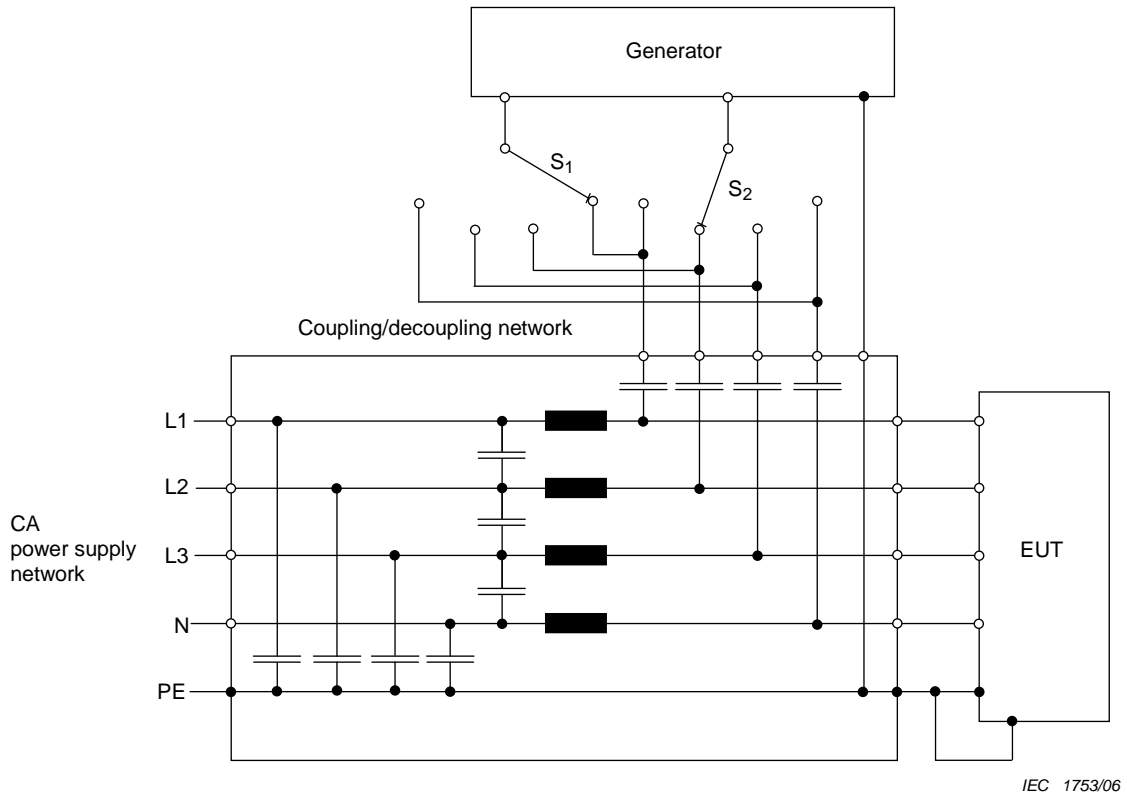 Generator
S1
S2
Coupling/decoupling network
L1
L2
CA
power supply
network
L3
EUT
N
PE
IEC 1753/06